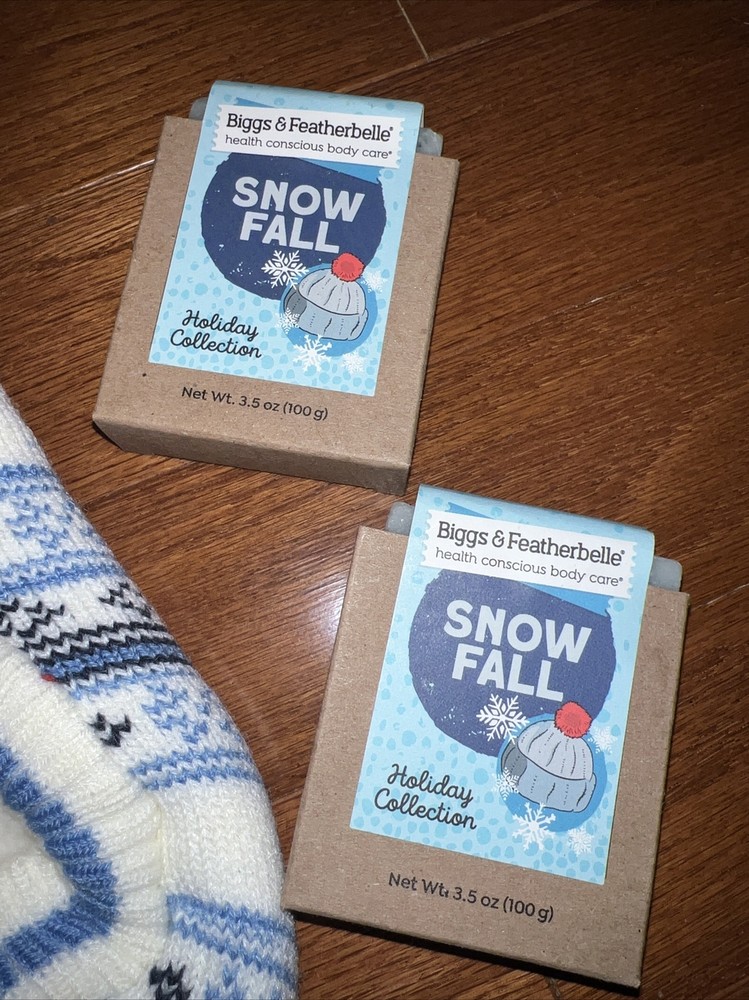 Biggs & Featherbelle®
health conscious body care®
SNOW
FALL
Holiday
Collection
Net Wt. 3.5 oz (100 g)
Biggs & Featherbelle®
health conscious body care®
SNOW
FALL
Holiday
Collection
Net Wt. 3.5 oz (100 g)